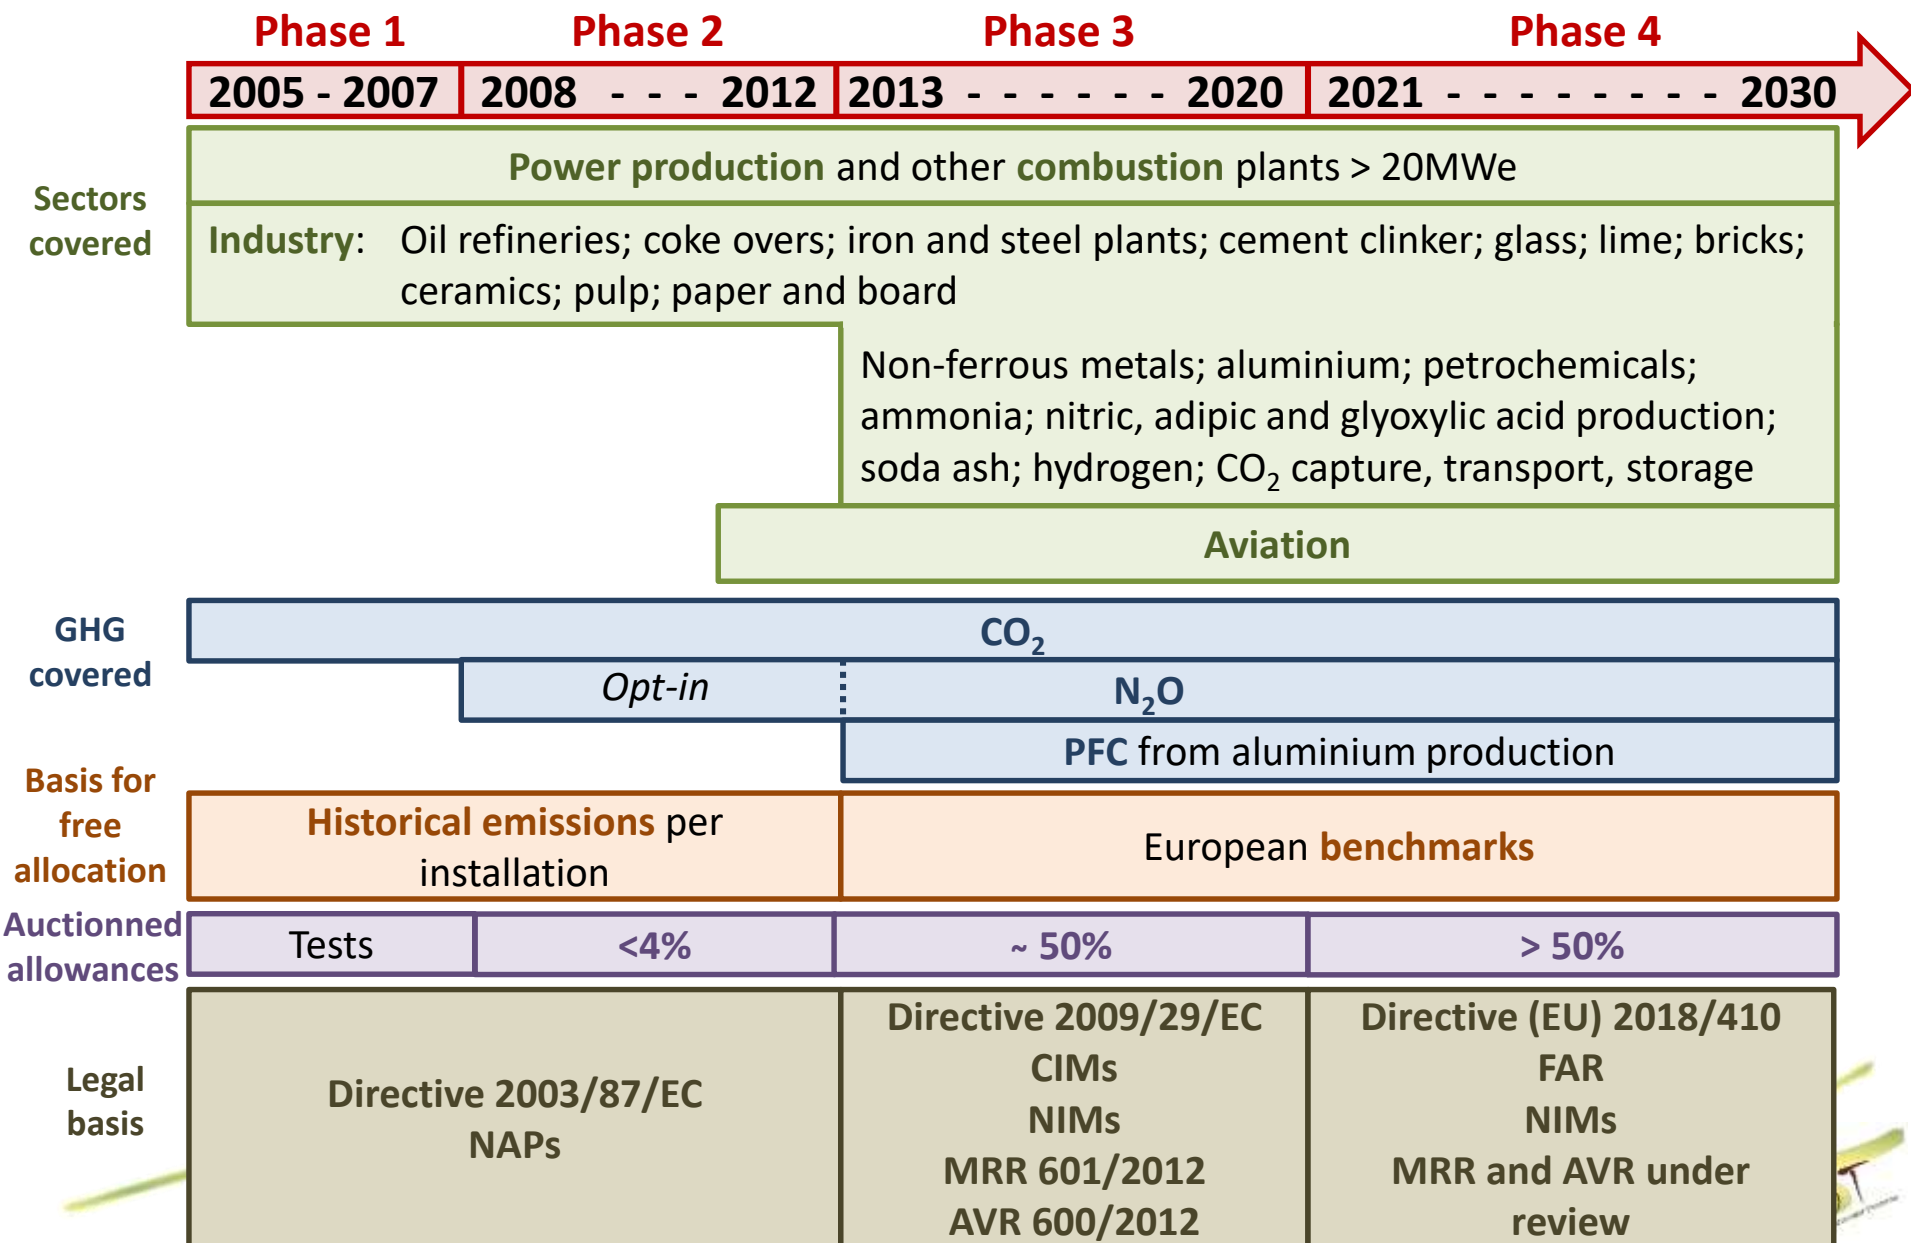 Phase 1 Phase 2 Phase 3 Phase 4
2005 - 2007 2008 - - - 2012 2013 - - - - - - 2020 2021 - - - - - - - - 2030
Sectors
covered
Power production and other combustion plants > 20MWe
Industry: Oil refineries; coke overs; iron and steel plants; cement clinker; glass; lime; bricks;
ceramics; pulp; paper and board
Non-ferrous metals; aluminium; petrochemicals;
ammonia; nitric, adipic and glyoxylic acid production;
soda ash; hydrogen; CO₂ capture, transport, storage
Aviation
GHG
covered
CO₂
Opt-in N₂O
PFC from aluminium production
Basis for
free
allocation
Historical emissions per
installation
European benchmarks
Auctionned
allowances
Tests <4% ~ 50% > 50%
Legal
basis
Directive 2003/87/EC
NAPs
Directive 2009/29/EC
CIMs
NIMs
MRR 601/2012
AVR 600/2012
Directive (EU) 2018/410
FAR
NIMs
MRR and AVR under
review